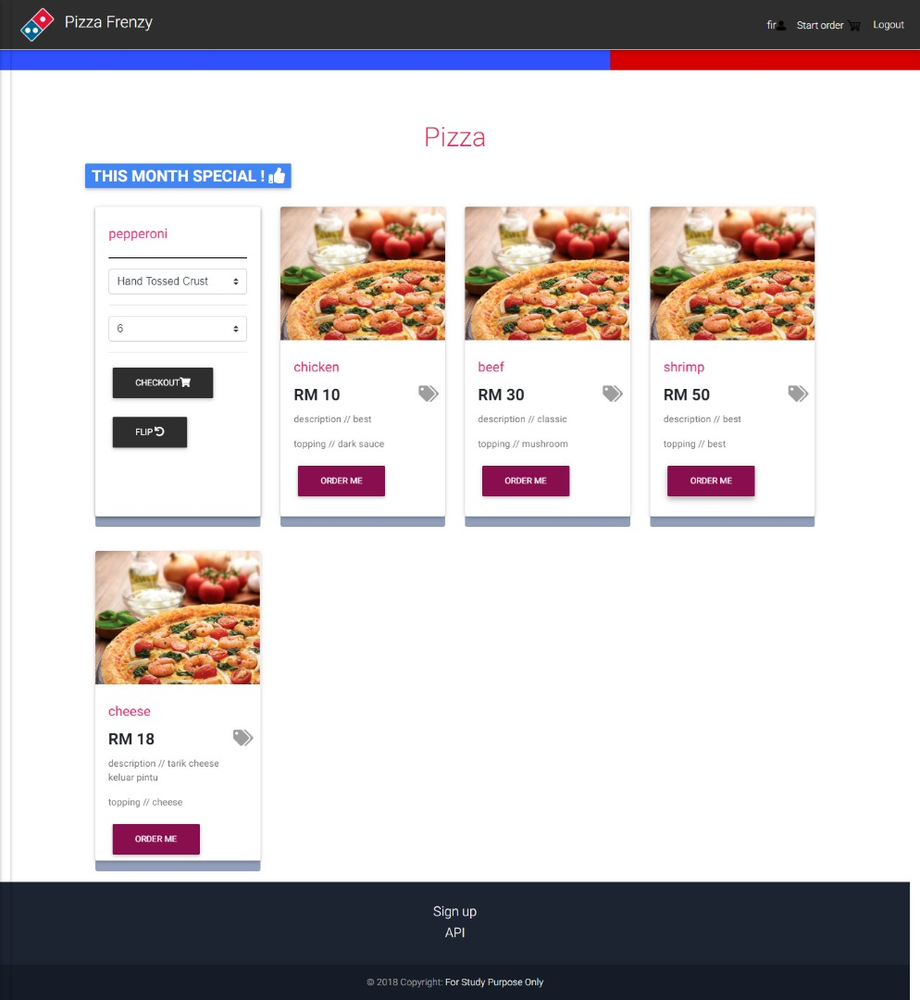 Pizza Frenzy
fir Start order Logout
Pizza
THIS MONTH SPECIAL !
pepperoni
Hand Tossed Crust
6
CHECKOUT
FLIP
chicken
RM 10
description // best
topping // dark sauce
ORDER ME
beef
RM 30
description // classic
topping // mushroom
ORDER ME
shrimp
RM 50
description // best
topping // best
ORDER ME
cheese
RM 18
description // tarik cheese
keluar pintu
topping // cheese
ORDER ME
Sign up
API
© 2018 Copyright: For Study Purpose Only